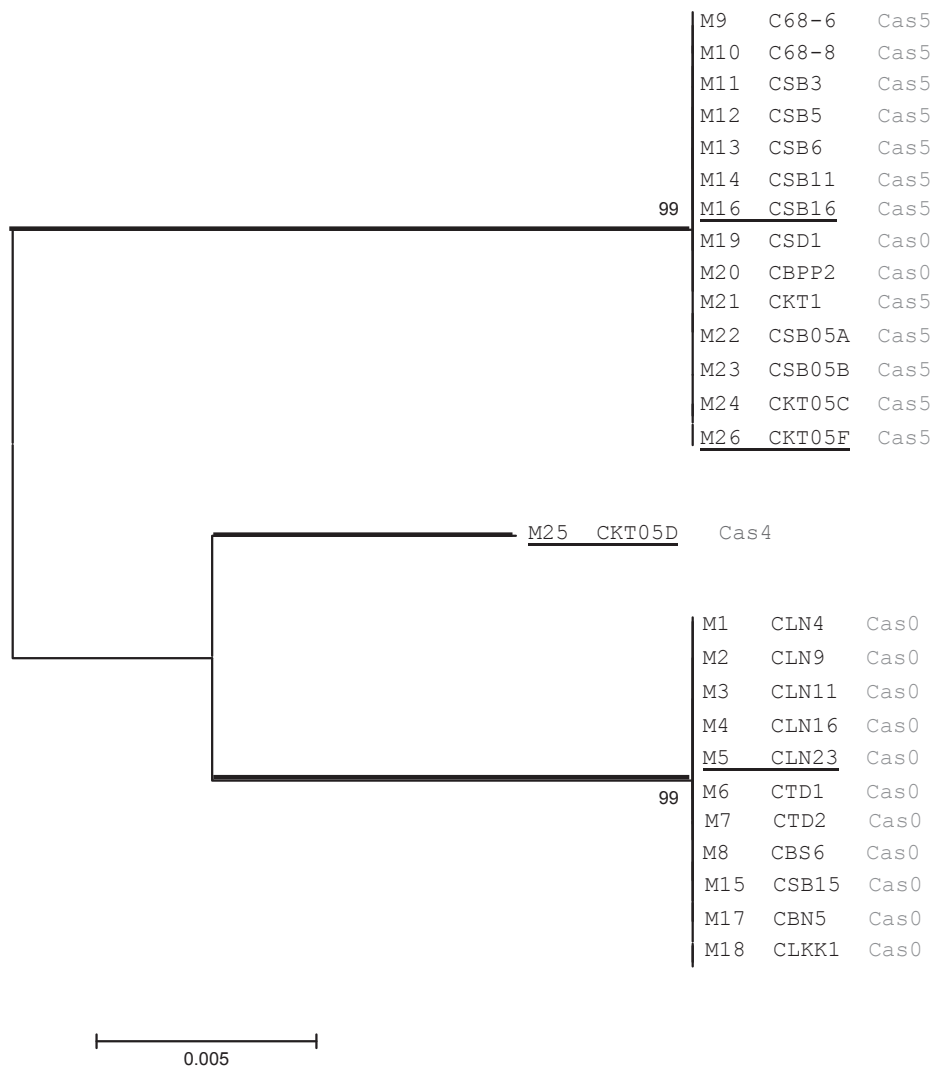 M9 C68-6 Cas5
M10 C68-8 Cas5
M11 CSB3 Cas5
M12 CSB5 Cas5
M13 CSB6 Cas5
M14 CSB11 Cas5
99 M16 CSB16 Cas5
M19 CSD1 Cas0
M20 CBPP2 Cas0
M21 CKT1 Cas5
M22 CSB05A Cas5
M23 CSB05B Cas5
M24 CKT05C Cas5
M26 CKT05F Cas5
M25 CKT05D Cas4
M1 CLN4 Cas0
M2 CLN9 Cas0
M3 CLN11 Cas0
M4 CLN16 Cas0
M5 CLN23 Cas0
99 M6 CTD1 Cas0
M7 CTD2 Cas0
M8 CBS6 Cas0
M15 CSB15 Cas0
M17 CBN5 Cas0
M18 CLKK1 Cas0
0.005